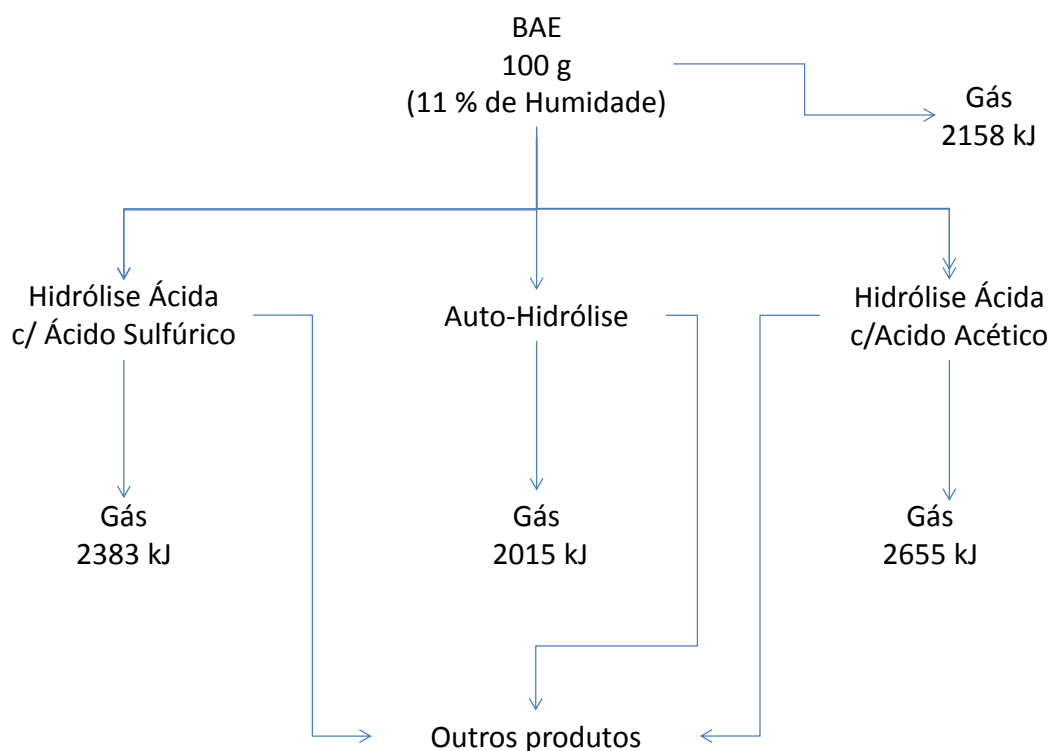 BAE
100 g
(11 % de Humidade)
Gás
2158 kJ
Hidrólise Ácida
c/ Ácido Sulfúrico
Auto-Hidrólise
Hidrólise Ácida
c/Acido Acético
Gás
2383 kJ
Gás
2015 kJ
Gás
2655 kJ
Outros produtos